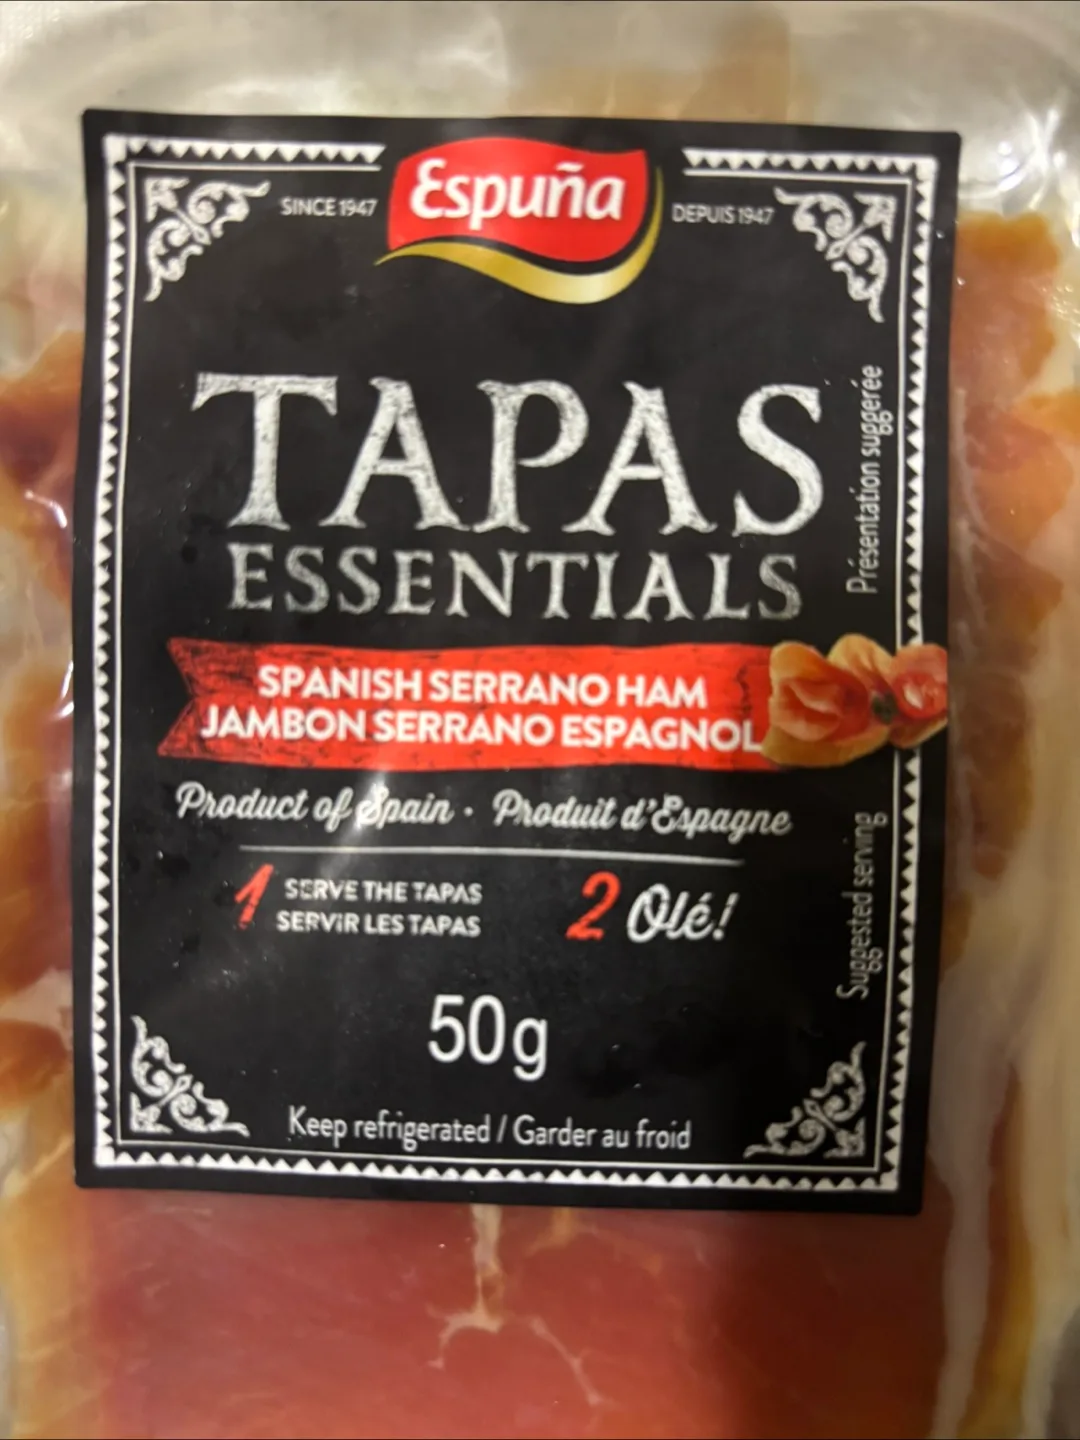 Espuña
SINCE 1947
DEPUIS 1947
TAPAS
ESSENTIALS
SPANISH SERRANO HAM
JAMBON SERRANO ESPAGNOL
Product of Spain · Produit d'Espagne
1 SERVE THE TAPAS
SERVIR LES TAPAS
2 Olé!
50g
Keep refrigerated / Garder au froid
Présentation suggerée
Suggested serving